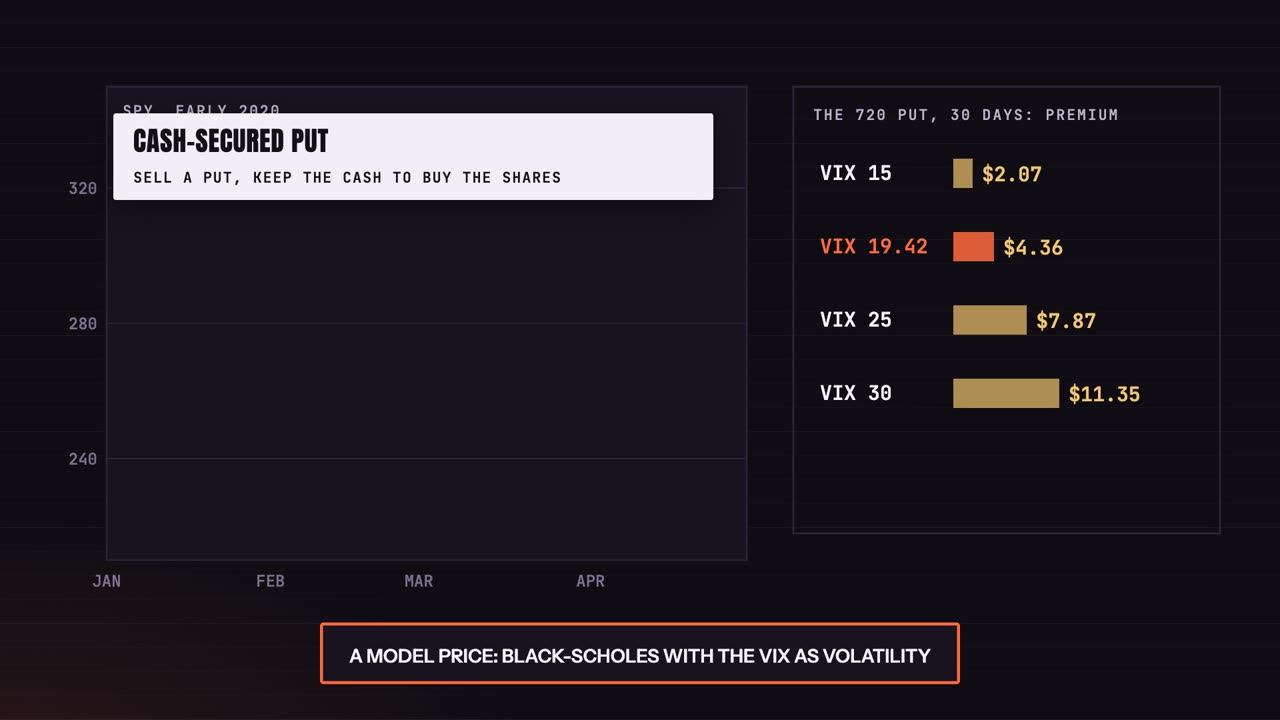 SPY, EARLY 2020
CASH-SECURED PUT
SELL A PUT, KEEP THE CASH TO BUY THE SHARES
320
280
240
JAN FEB MAR APR
THE 720 PUT, 30 DAYS: PREMIUM
VIX 15 $2.07
VIX 19.42 $4.36
VIX 25 $7.87
VIX 30 $11.35
A MODEL PRICE: BLACK-SCHOLES WITH THE VIX AS VOLATILITY